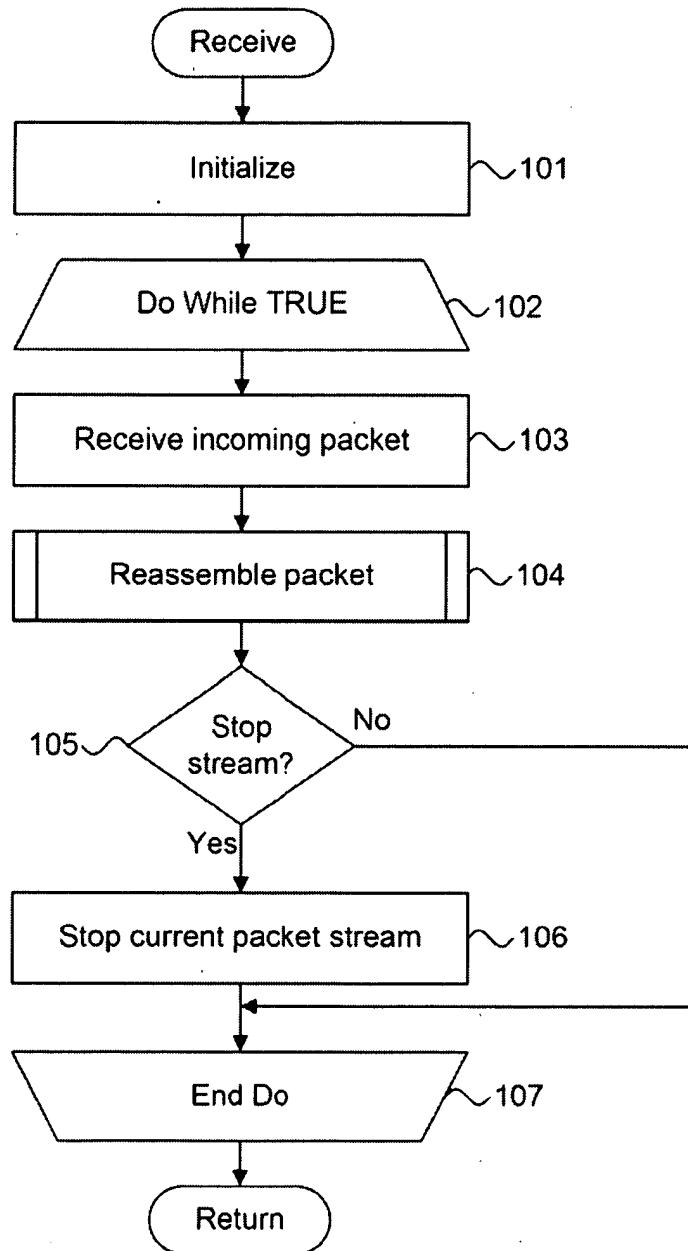 Receive
Initialize
101
Do While TRUE
102
Receive incoming packet
103
Reassemble packet
104
105
Stop
stream?
No
Yes
Stop current packet stream
106
End Do
107
Return